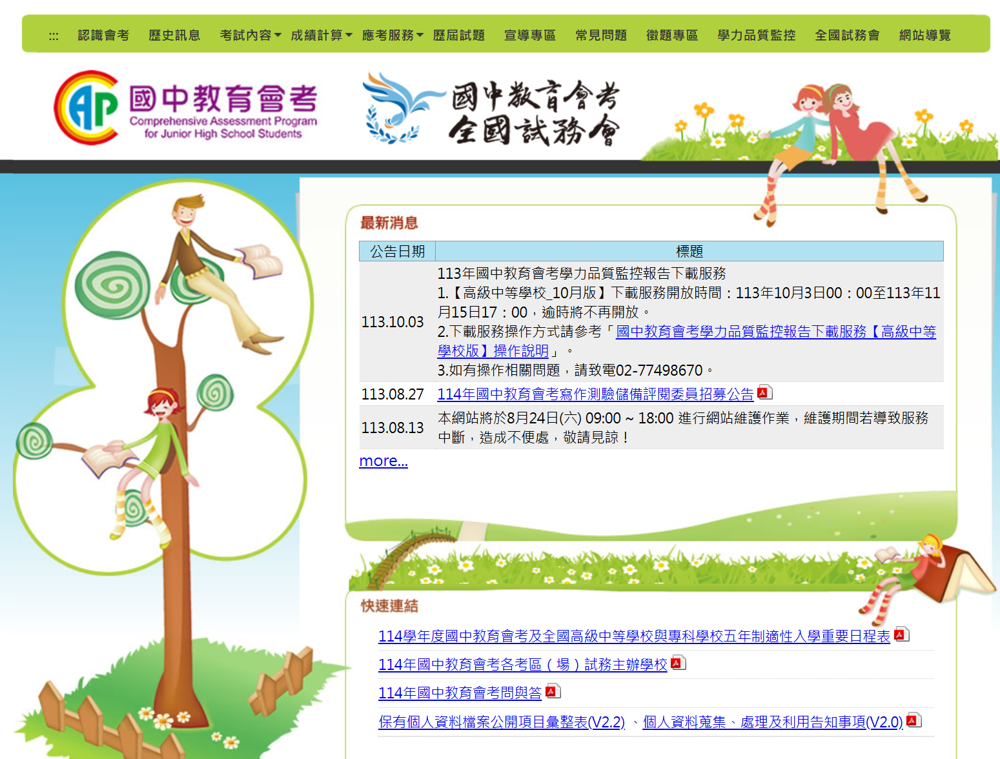 ::: 認識會考 歷史訊息 考試內容 成績計算 應考服務 歷屆試題 宣導專區 常見問題 徵題專區 學力品質監控 全國試務會 網站導覽
CAP 國中教育會考
Comprehensive Assessment Program
for Junior High School Students
國中教育會考
全國試務會
最新消息
公告日期 標題
113.10.03
113年國中教育會考學力品質監控報告下載服務
1.【高級中等學校_10月版】下載服務開放時間：113年10月3日00：00至113年11
月15日17：00，逾時將不再開放。
2.下載服務操作方式請參考「國中教育會考學力品質監控報告下載服務【高級中等
學校版】操作說明」。
3.如有操作相關問題，請致電02-77498670。
113.08.27 114年國中教育會考寫作測驗儲備評閱委員招募公告
113.08.13
本網站將於8月24日(六) 09:00 ~ 18:00 進行網站維護作業，維護期間若導致服務
中斷，造成不便處，敬請見諒！
more...
快速連結
114學年度國中教育會考及全國高級中等學校與專科學校五年制適性入學重要日程表
114年國中教育會考各考區（場）試務主辦學校
114年國中教育會考問與答
保有個人資料檔案公開項目彙整表(V2.2) 、個人資料蒐集、處理及利用告知事項(V2.0)